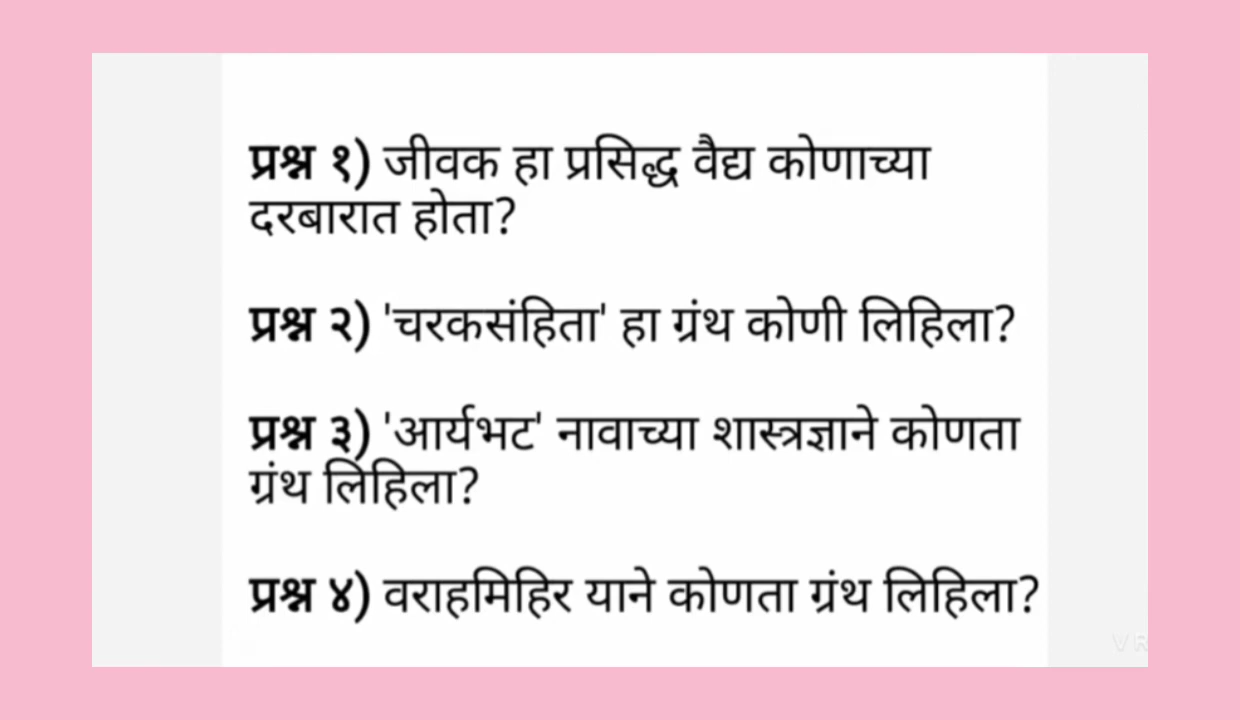 प्रश्न १) जीवक हा प्रसिद्ध वैद्य कोणाच्या
दरबारात होता?
प्रश्न २) 'चरकसंहिता' हा ग्रंथ कोणी लिहिला?
प्रश्न ३) 'आर्यभट' नावाच्या शास्त्रज्ञाने कोणता
ग्रंथ लिहिला?
प्रश्न ४) वराहमिहिर याने कोणता ग्रंथ लिहिला?
VR